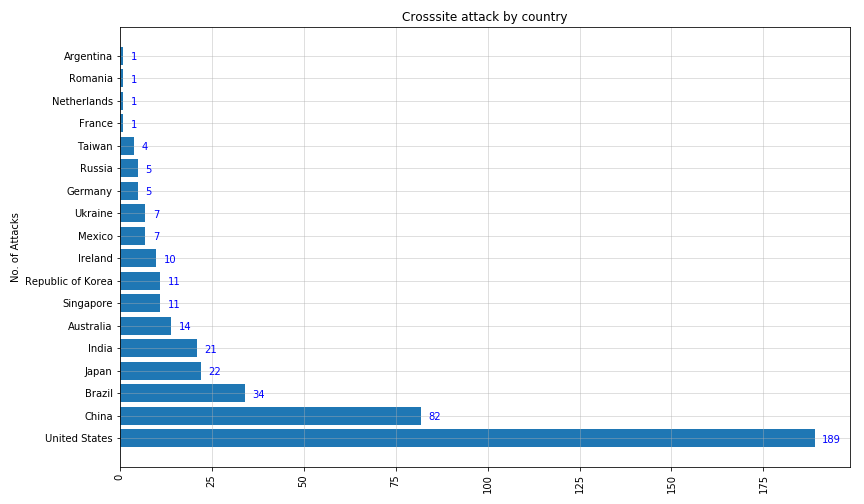 Crosssite attack by country
No. of Attacks
Argentina 1
Romania 1
Netherlands 1
France 1
Taiwan 4
Russia 5
Germany 5
Ukraine 7
Mexico 7
Ireland 10
Republic of Korea 11
Singapore 11
Australia 14
India 21
Japan 22
Brazil 34
China 82
United States 189
0 25 50 75 100 125 150 175